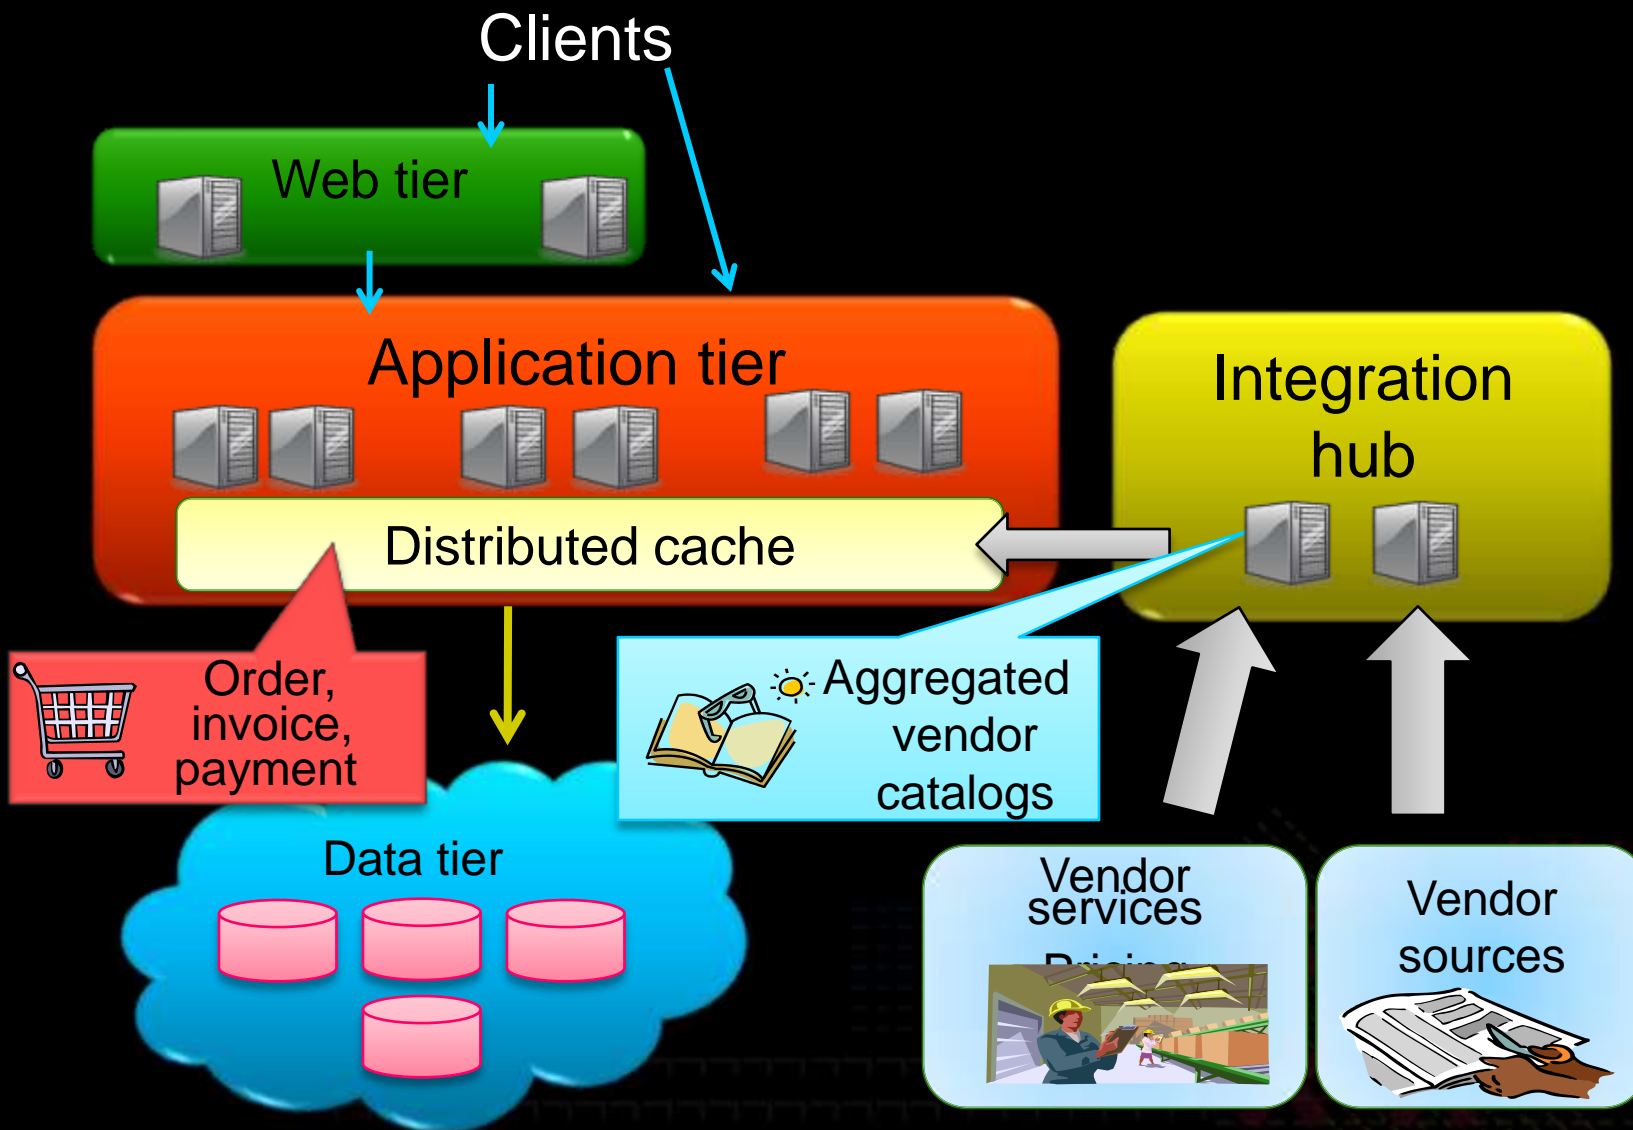 Clients
Web tier
Application tier
Integration
hub
Distributed cache
Order,
invoice,
payment
Aggregated
vendor
catalogs
Data tier
Vendor
services
Pricing
Vendor
sources